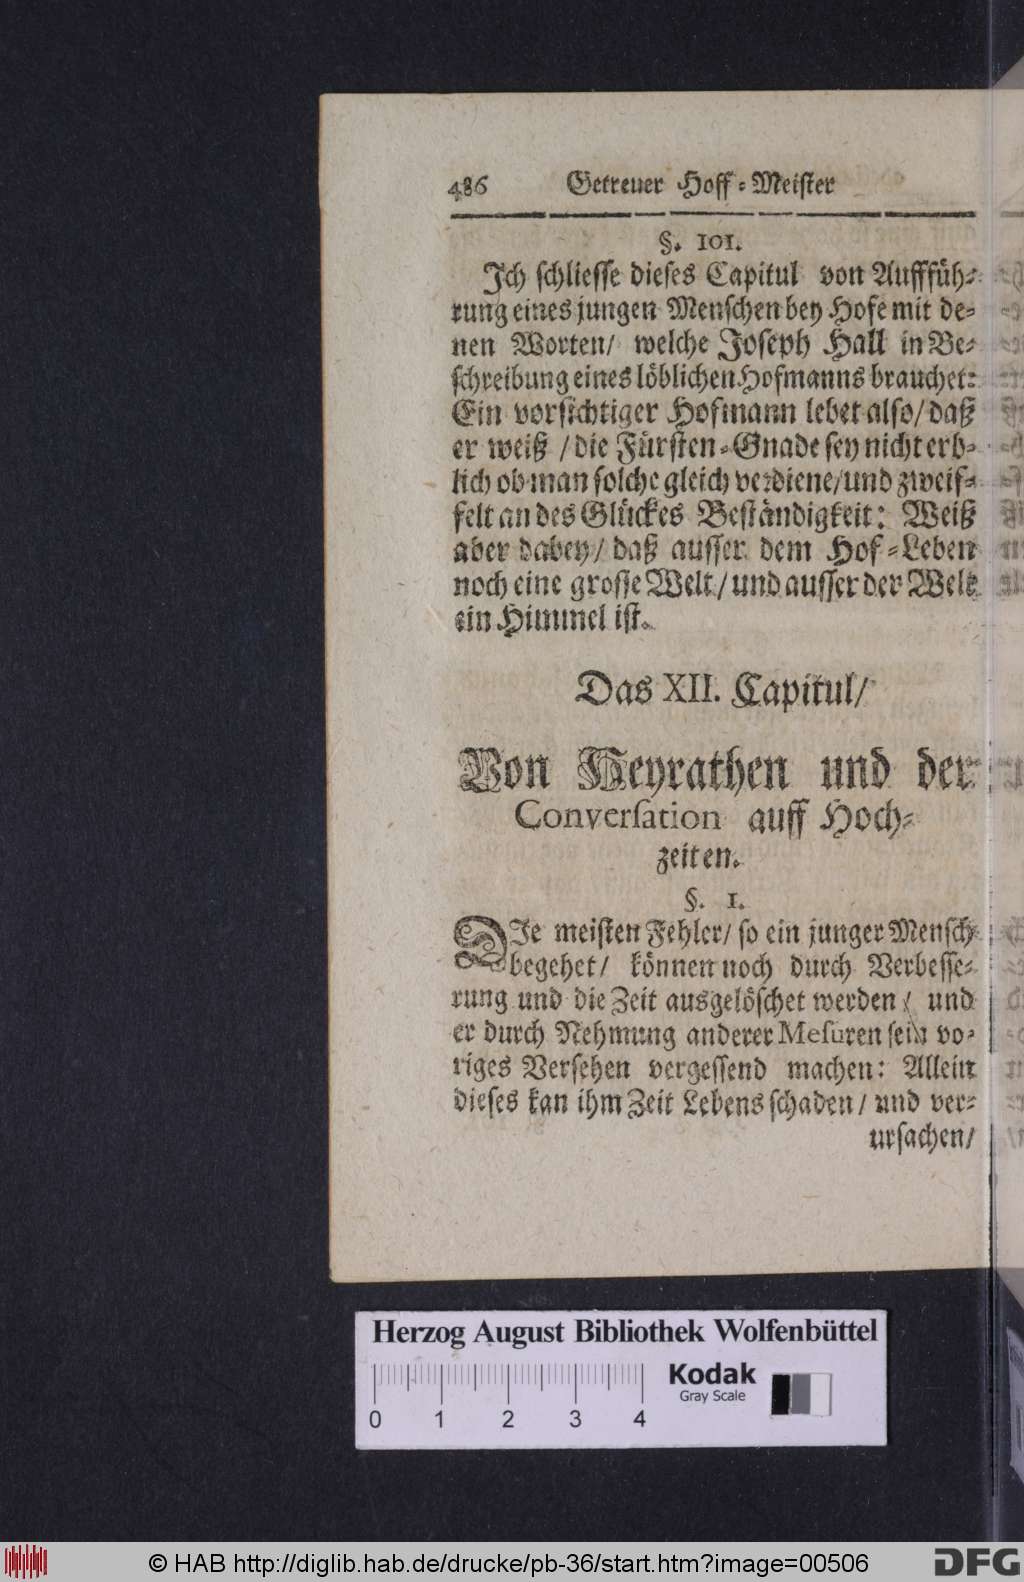 486 Getreuer Hoff-Meister
§. 101.
Ich schliesse dieses Capitul von Auffüh-
rung eines jungen Menschen bey Hofe mit de-
nen Worten/ welche Joseph Hall in Be-
schreibung eines löblichen Hofmanns brauchet:
Ein vorsichtiger Hofmann lebet also/ daß
er weiß /die Fürsten-Gnade sey nicht erb-
lich ob man solche gleich verdiene/und zweif-
felt an des Glückes Beständigkeit: Weiß
aber dabey/ daß ausser dem Hof-Leben
noch eine grosse Welt/ und ausser der Welt
ein Himmel ist.
Das XII. Capitul/
Von Heyrathen und der
Conversation auff Hoch-
zeiten.
§. 1.
DIe meisten Fehler/ so ein junger Mensch
begehet/ können noch durch Verbesse-
rung und die Zeit ausgelöschet werden/ und
er durch Nehmung anderer Mesuren sein vo-
riges Versehen vergessend machen: Allein
dieses kan ihm Zeit Lebens schaden/ und ver-
ursachen/
Herzog August Bibliothek Wolfenbüttel
Kodak
Gray Scale
0 1 2 3 4
© HAB http://diglib.hab.de/drucke/pb-36/start.htm?image=00506
DFG